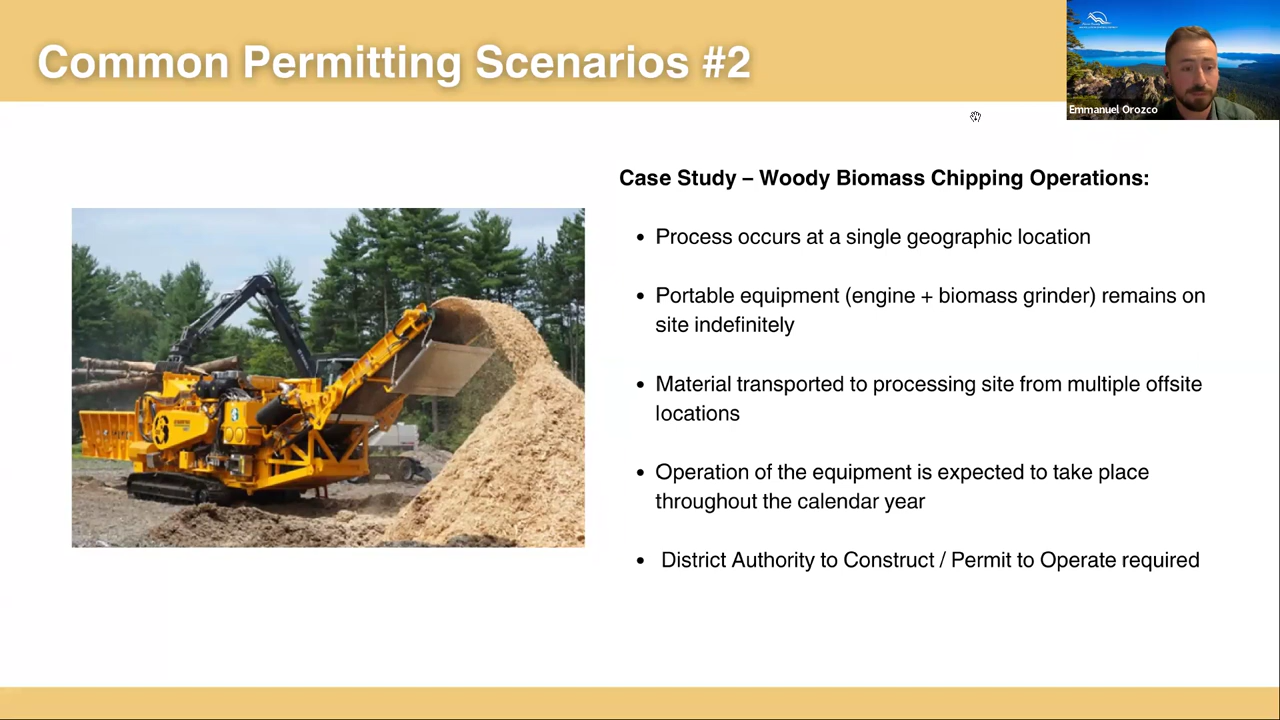 Common Permitting Scenarios #2
Emmanuel Orozco
Case Study – Woody Biomass Chipping Operations:
• Process occurs at a single geographic location
• Portable equipment (engine + biomass grinder) remains on
site indefinitely
• Material transported to processing site from multiple offsite
locations
• Operation of the equipment is expected to take place
throughout the calendar year
• District Authority to Construct / Permit to Operate required